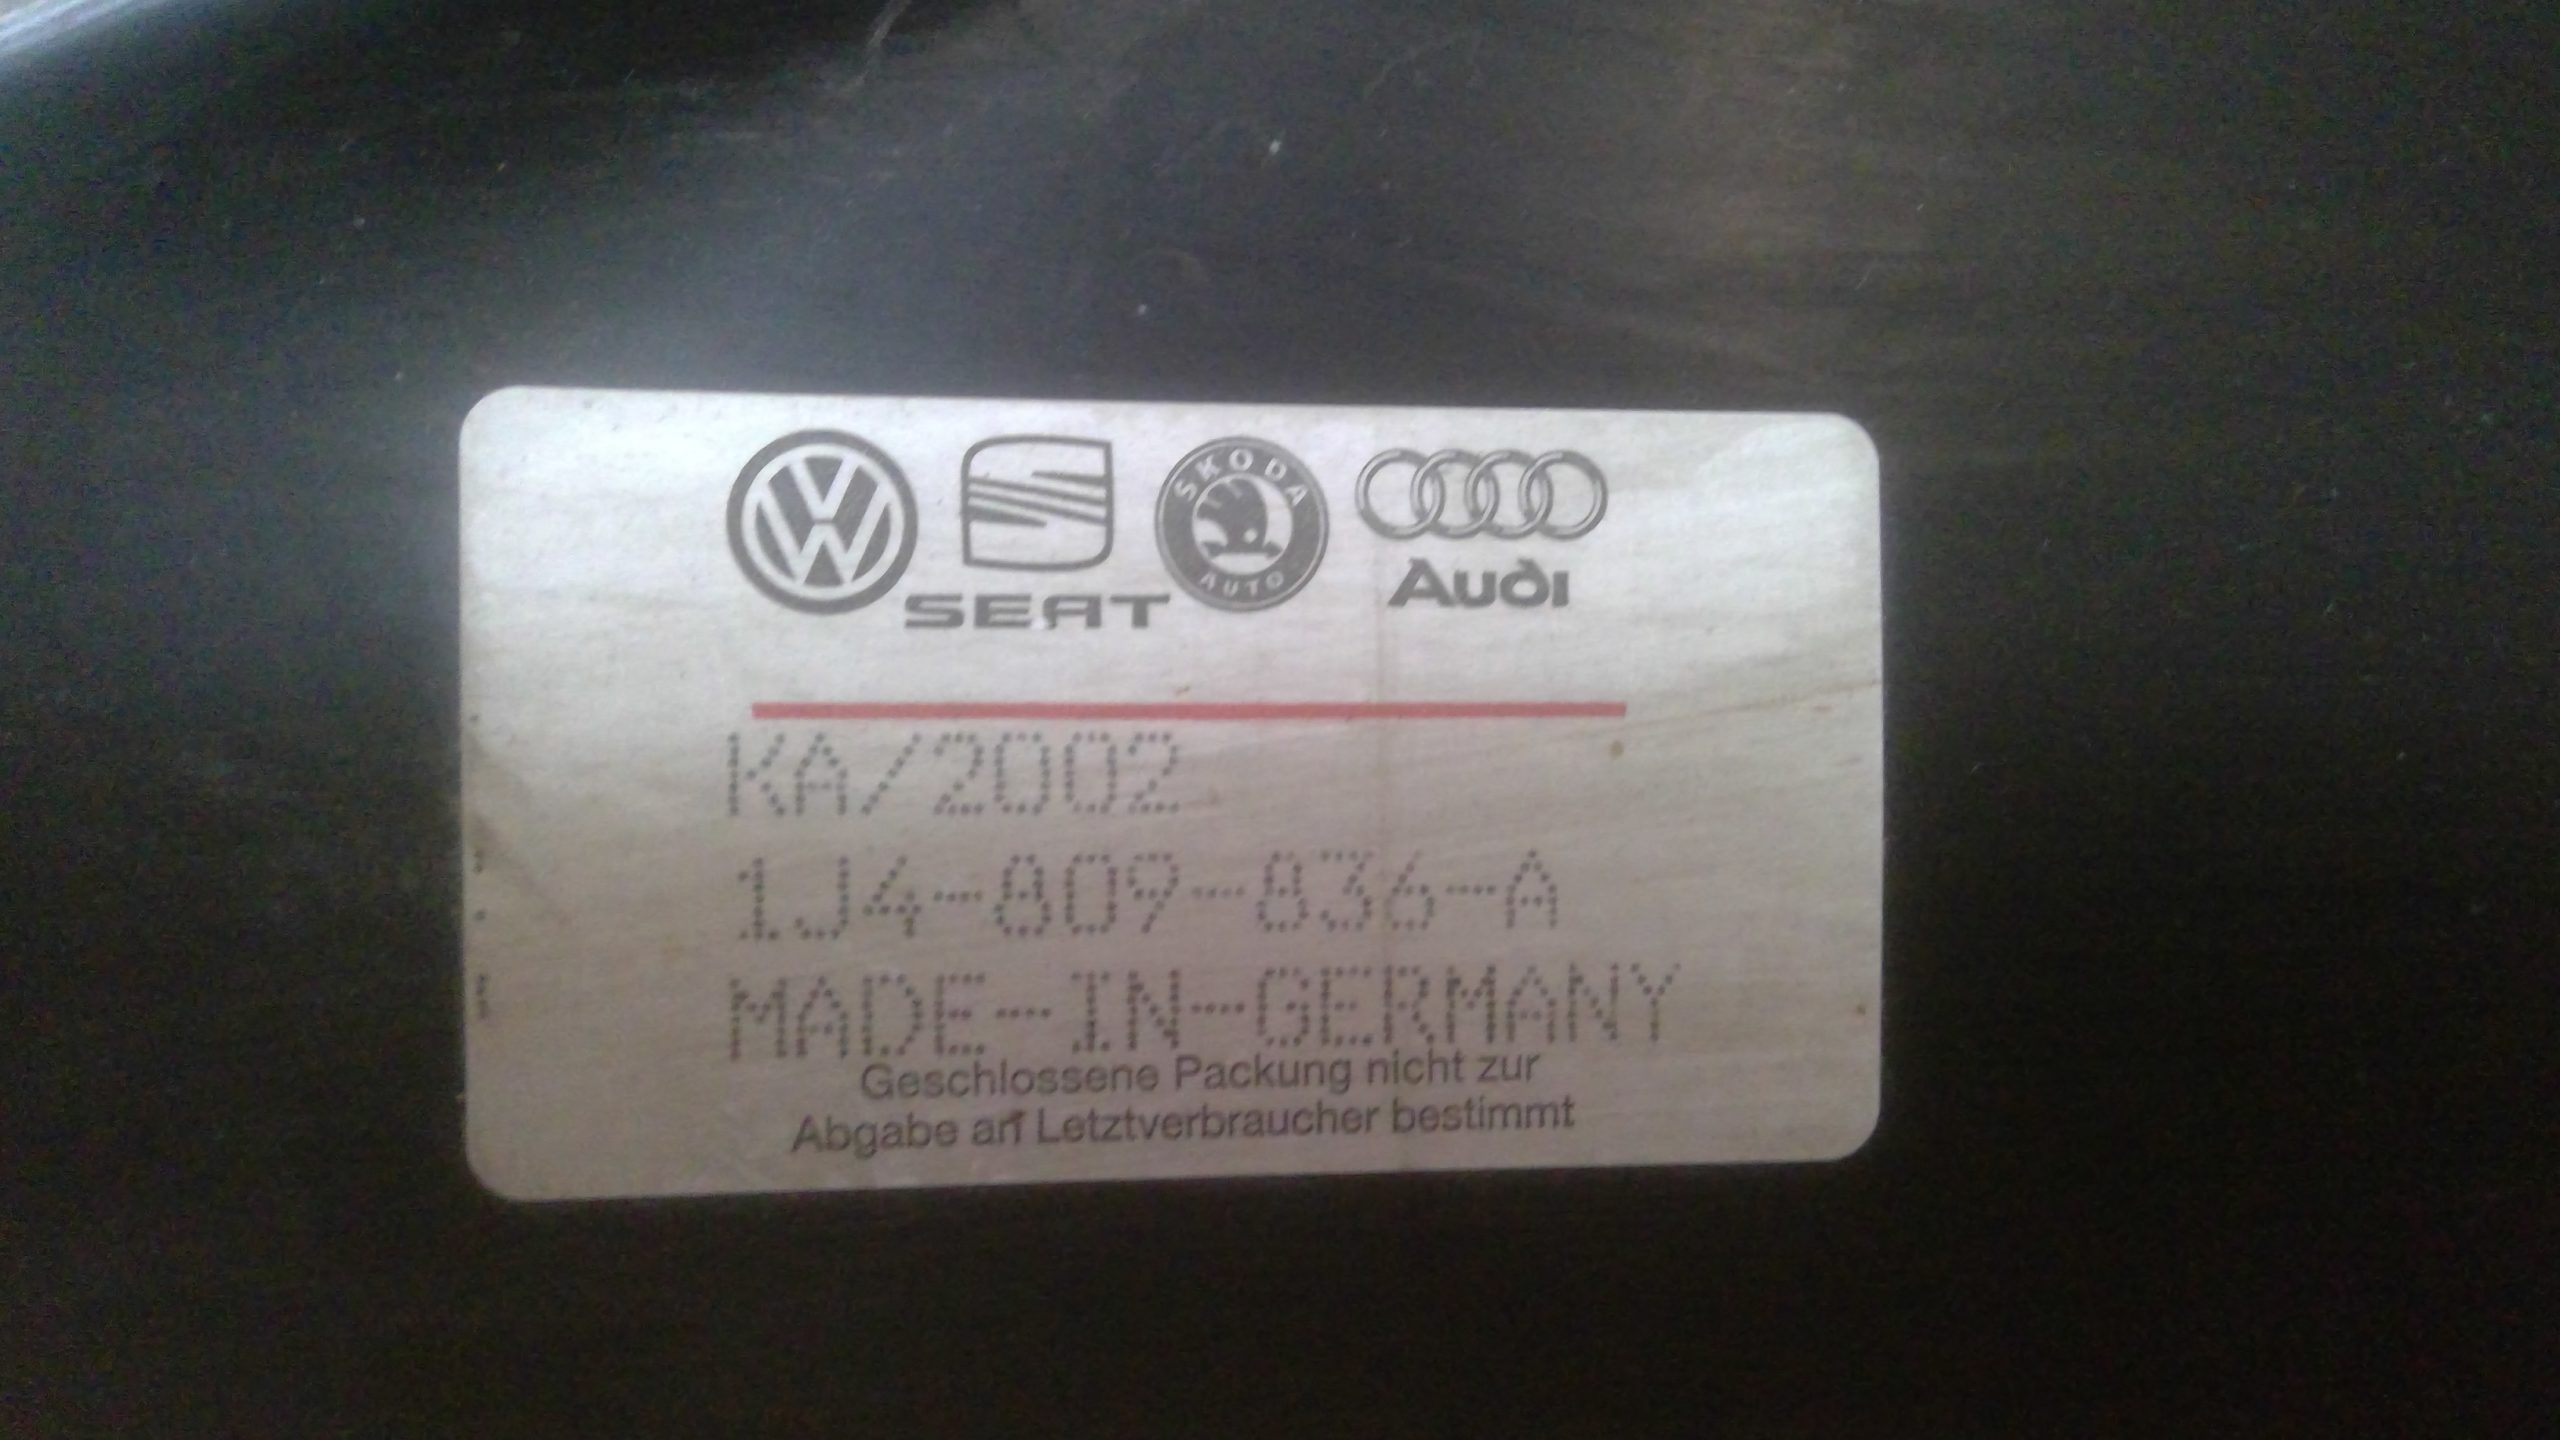 SEAT
SKODA
AUTO
Audi
KA/2002
1J4-809-836-A
MADE-IN-GERMANY
Geschlossene Packung nicht zur
Abgabe an Letztverbraucher bestimmt